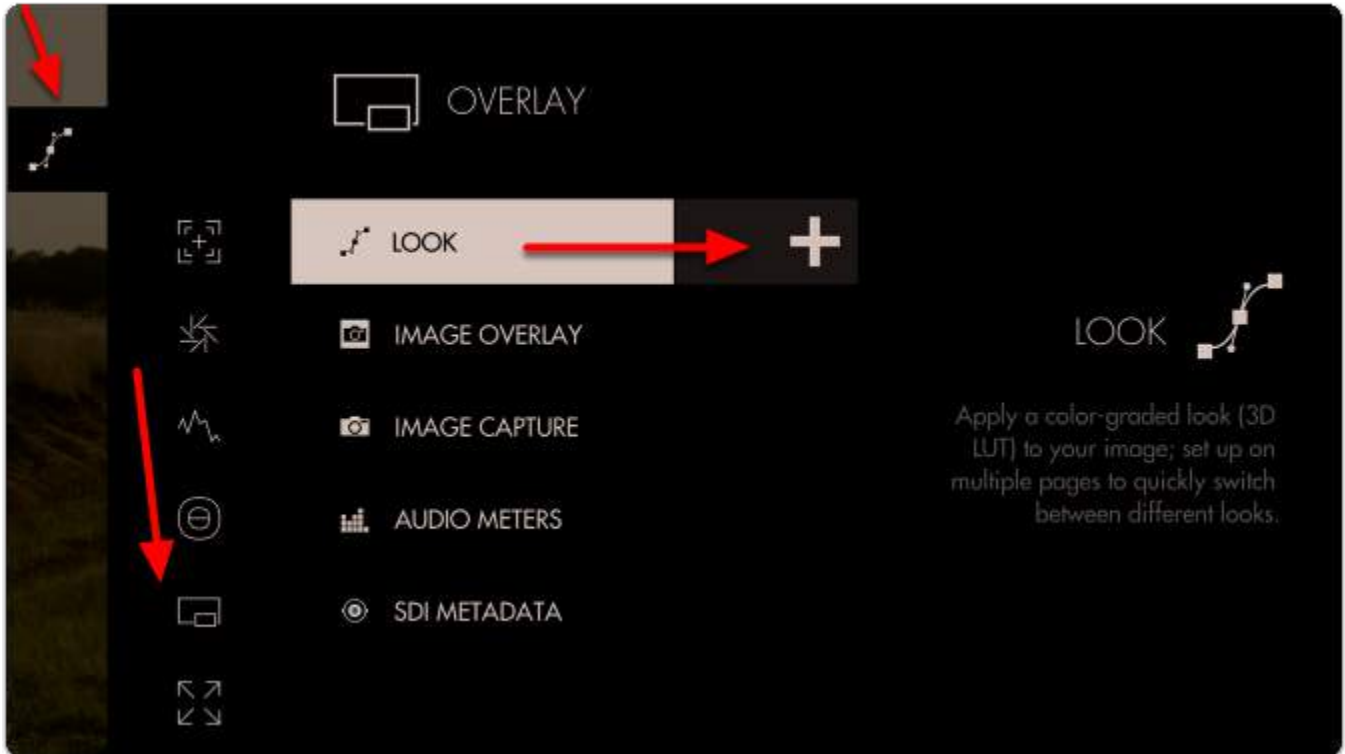 OVERLAY
LOOK
IMAGE OVERLAY
IMAGE CAPTURE
AUDIO METERS
SDI METADATA
LOOK
Apply a color-graded look (3D
LUT) to your image; set up on
multiple pages to quickly switch
between different looks.